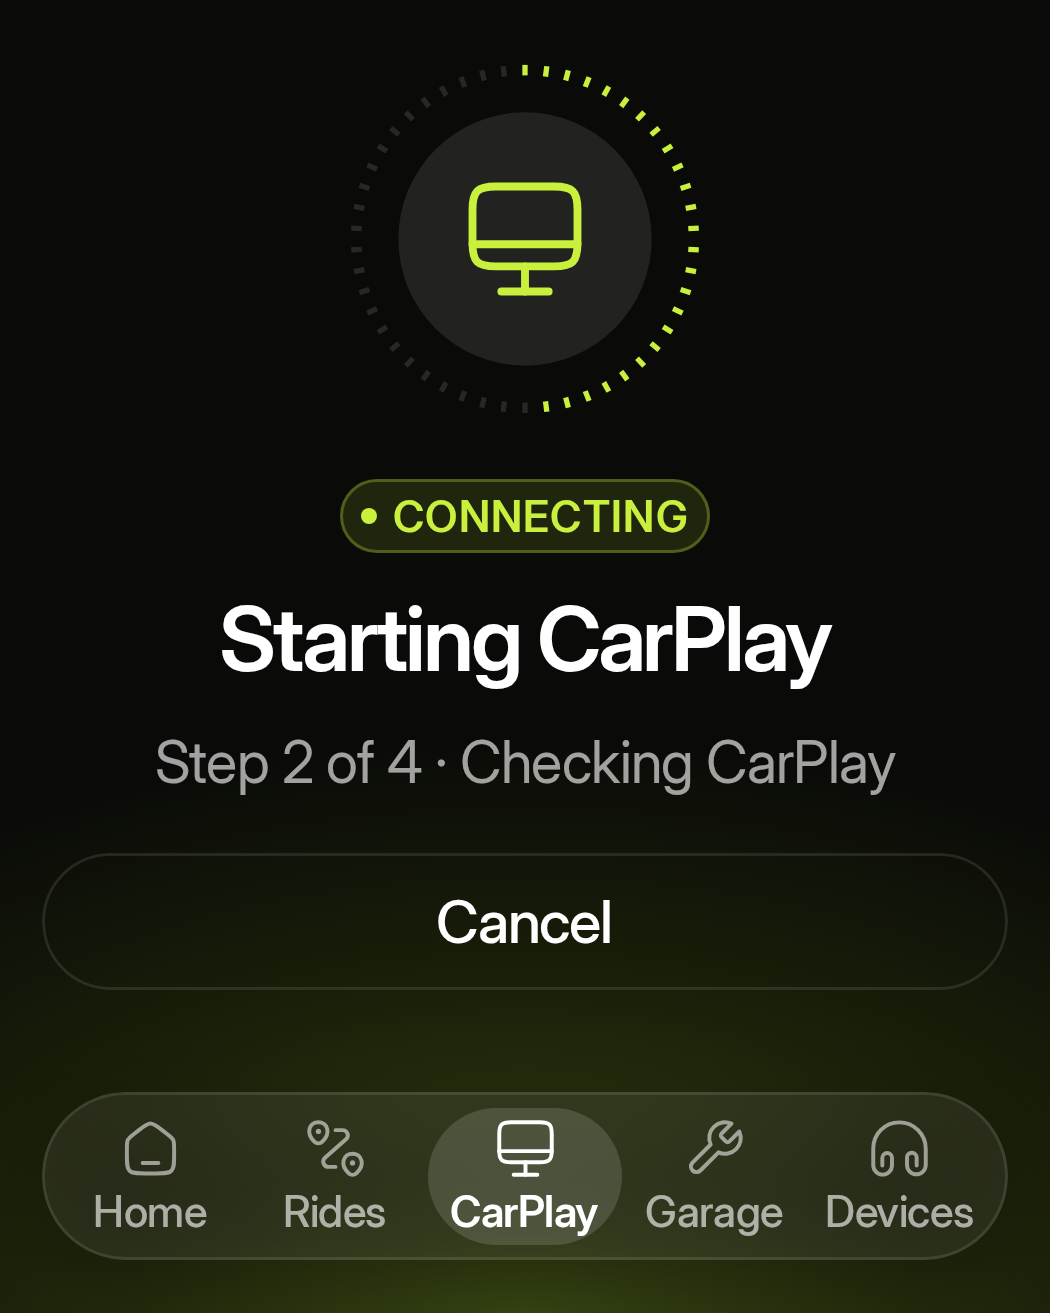 CONNECTING
Starting CarPlay
Step 2 of 4 · Checking CarPlay
Cancel
Home Rides CarPlay Garage Devices